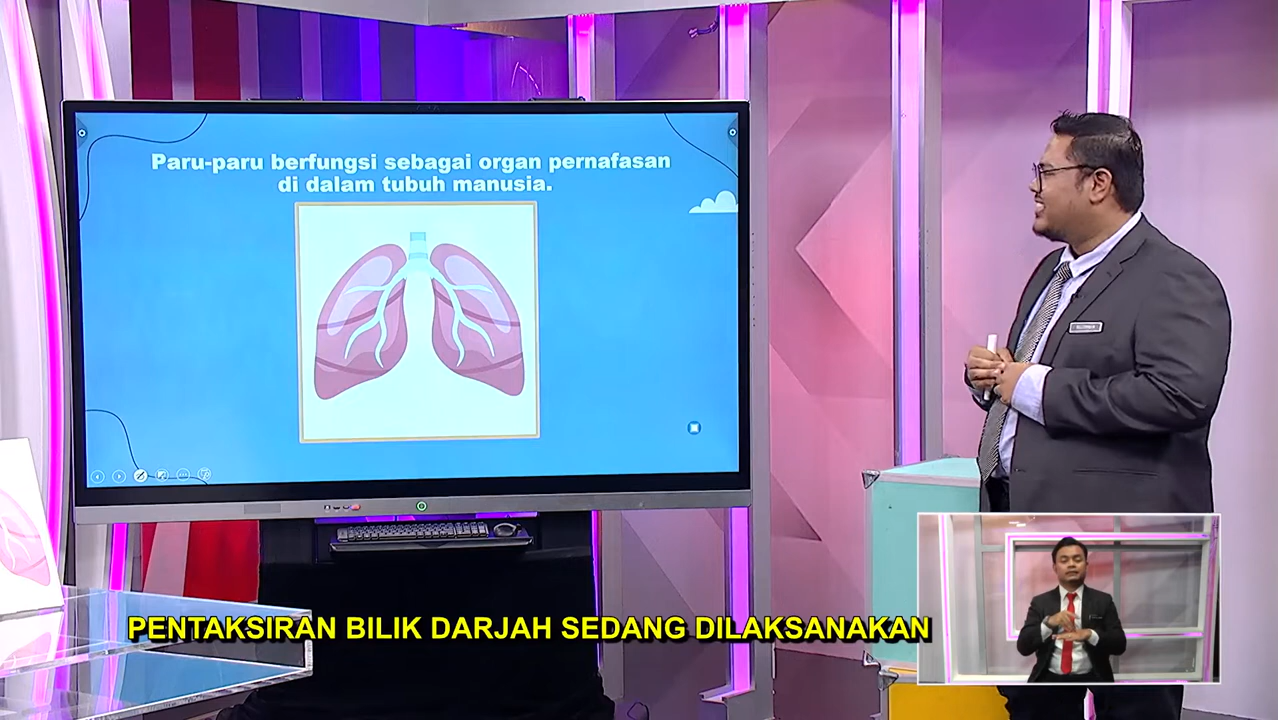 Paru-paru berfungsi sebagai organ pernafasan
di dalam tubuh manusia.
PENTAKSIRAN BILIK DARJAH SEDANG DILAKSANAKAN